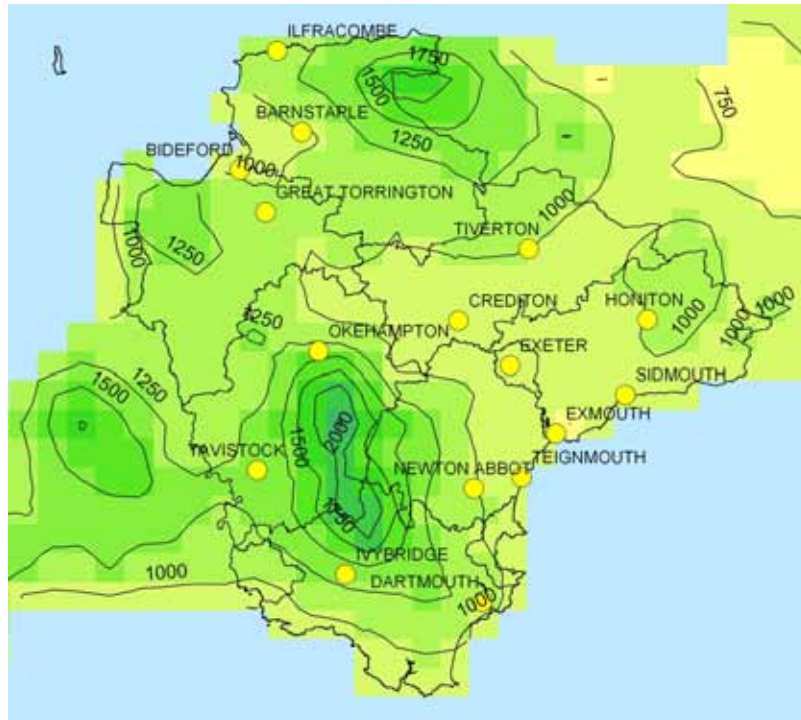 ILFRACOMBE
1750
1500
750
BARNSTAPLE
1250
BIDEFORD
1000
GREAT TORRINGTON
1000
1000
1250
TIVERTON
CREDITON
HONITON
1000
1000
1000
1250
OKEHAMPTON
EXETER
1250
1500
SIDMOUTH
2000
EXMOUTH
1500
TAVISTOCK
TEIGNMOUTH
NEWTON ABBOT
1750
IVYBRIDGE
1000
DARTMOUTH
1000